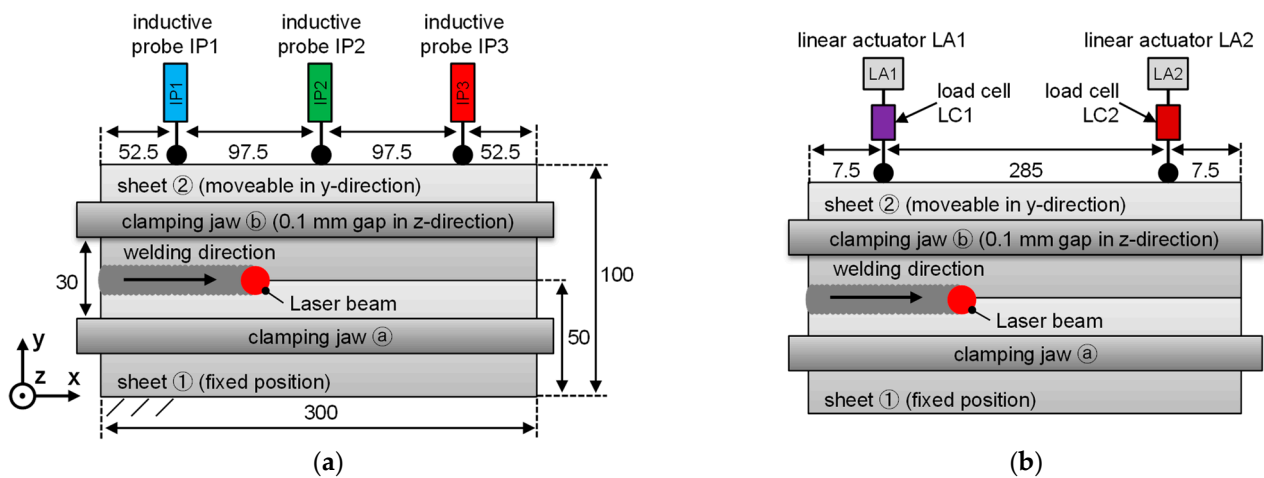 inductive
probe IP1
inductive
probe IP2
inductive
probe IP3
IP1
IP2
IP3
52.5
97.5
97.5
52.5
sheet ② (moveable in y-direction)
clamping jaw ⓑ (0.1 mm gap in z-direction)
welding direction
30
100
Laser beam
50
clamping jaw ⓐ
y
z
x
sheet ① (fixed position)
300
(a)
linear actuator LA1
linear actuator LA2
LA1
LA2
load cell
LC1
load cell
LC2
7.5
285
7.5
sheet ② (moveable in y-direction)
clamping jaw ⓑ (0.1 mm gap in z-direction)
welding direction
Laser beam
clamping jaw ⓐ
sheet ① (fixed position)
(b)